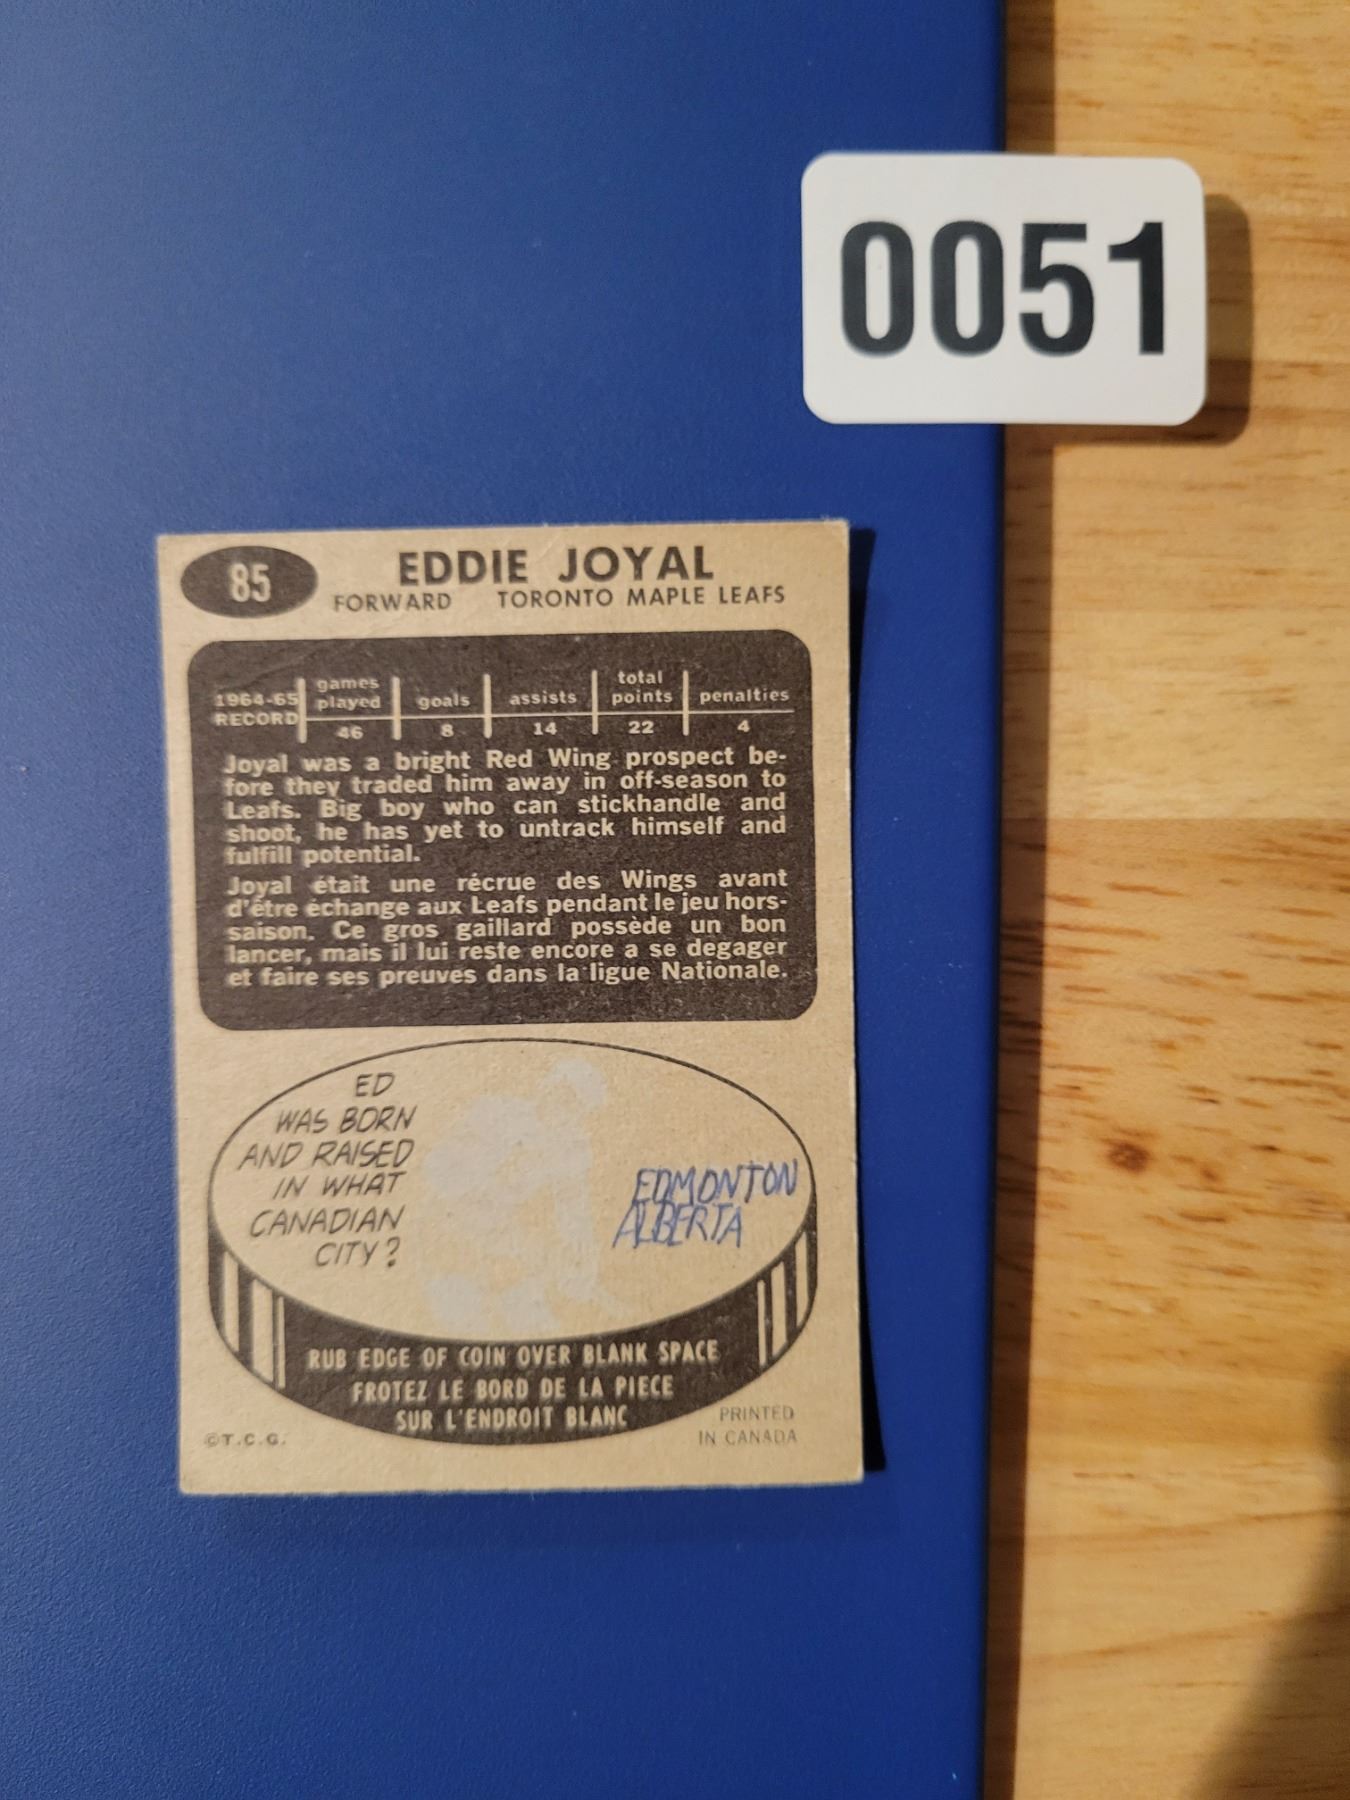 0051
85
EDDIE JOYAL
FORWARD TORONTO MAPLE LEAFS
1964-65 RECORD
games played goals assists total points penalties
46 8 14 22 4
Joyal was a bright Red Wing prospect be-
fore they traded him away in off-season to
Leafs. Big boy who can stickhandle and
shoot, he has yet to untrack himself and
fulfill potential.
Joyal était une récrue des Wings avant
d'être échange aux Leafs pendant le jeu hors-
saison. Ce gros gaillard possède un bon
lancer, mais il lui reste encore a se degager
et faire ses preuves dans la ligue Nationale.
ED
WAS BORN
AND RAISED
IN WHAT
CANADIAN
CITY?
EDMONTON
ALBERTA
RUB EDGE OF COIN OVER BLANK SPACE
FROTEZ LE BORD DE LA PIECE
SUR L'ENDROIT BLANC
©T.C.G.
PRINTED
IN CANADA